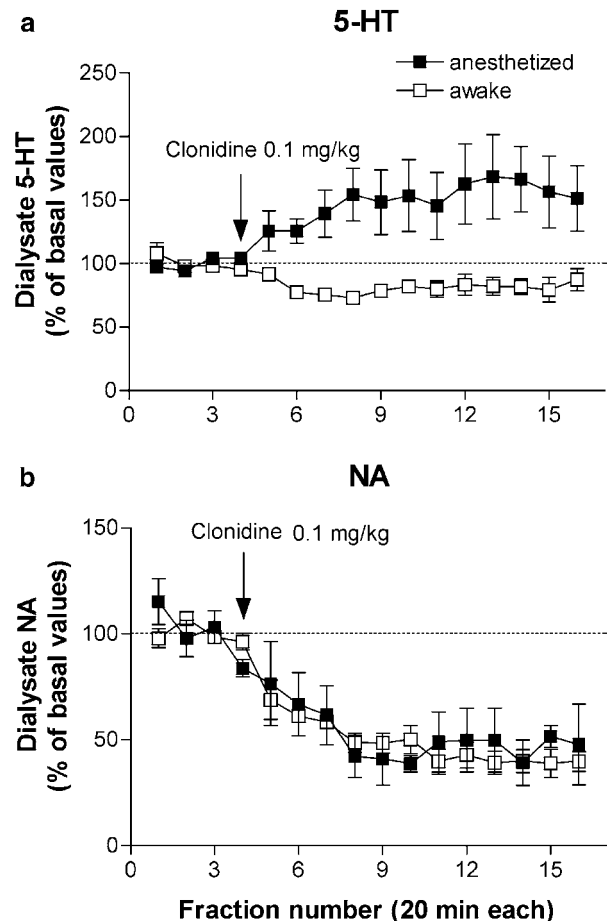 a
5-HT
anesthetized
awake
Clonidine 0.1 mg/kg
Dialysate 5-HT
(% of basal values)
250
200
150
100
50
0
0 3 6 9 12 15
b
NA
Clonidine 0.1 mg/kg
Dialysate NA
(% of basal values)
150
100
50
0
0 3 6 9 12 15
Fraction number (20 min each)